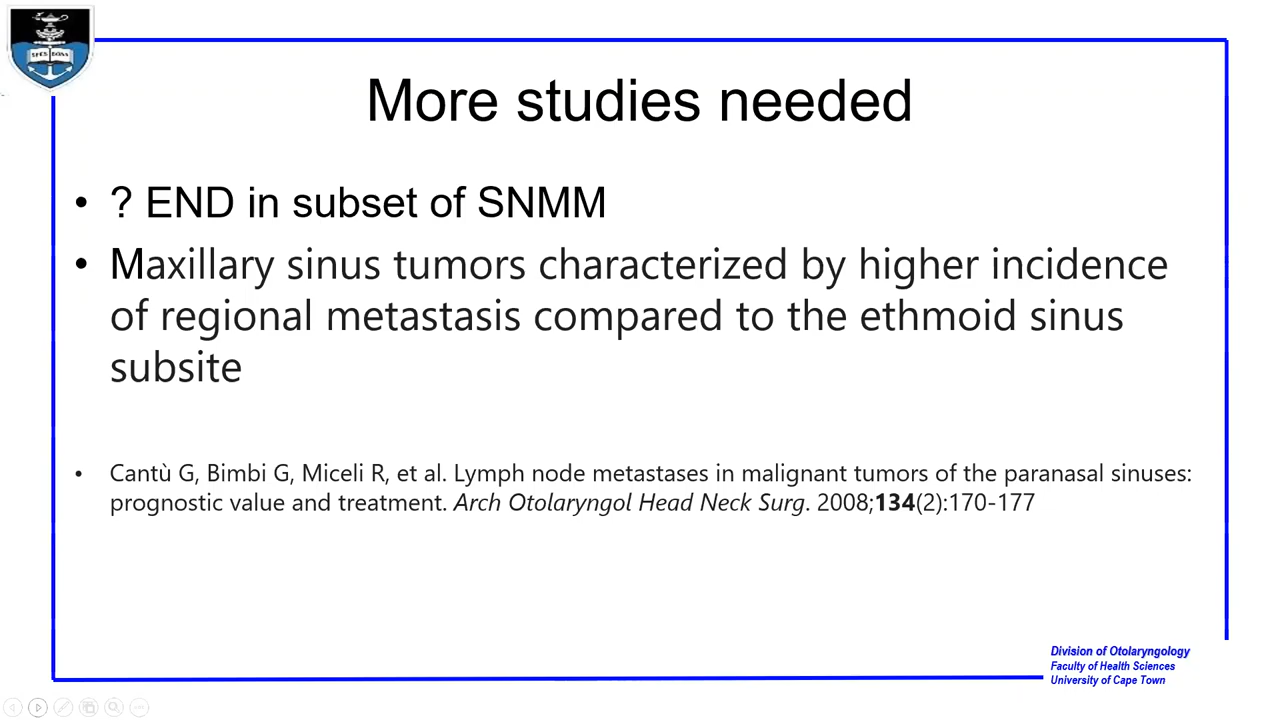 SPES BONA
More studies needed
• ? END in subset of SNMM
• Maxillary sinus tumors characterized by higher incidence
of regional metastasis compared to the ethmoid sinus
subsite
• Cantù G, Bimbi G, Miceli R, et al. Lymph node metastases in malignant tumors of the paranasal sinuses:
prognostic value and treatment. Arch Otolaryngol Head Neck Surg. 2008;134(2):170-177
Division of Otolaryngology
Faculty of Health Sciences
University of Cape Town